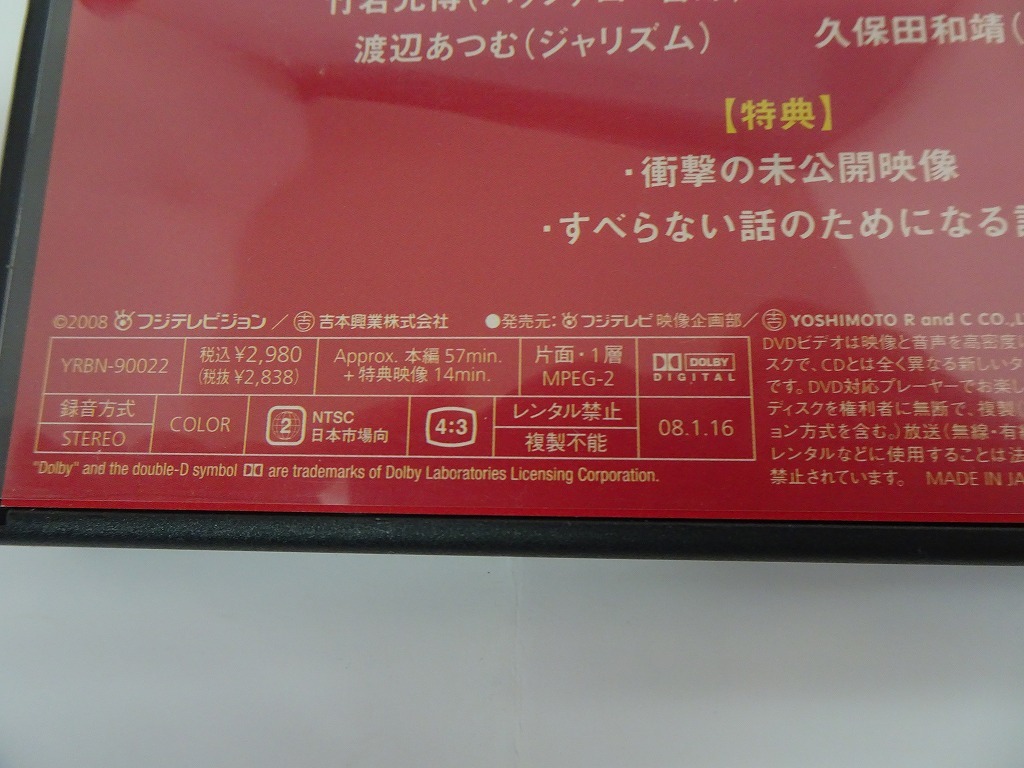 渡辺あつむ(ジャリズム) 久保田和靖(
【特典】
・衝撃の未公開映像
・すべらない話のためになる
©2008 フジテレビジョン / 吉 吉本興業株式会社 ●発売元: フジテレビ映像企画部 / 吉 YOSHIMOTO R and C CO.,L
YRBN-90022
税込 ¥2,980
(税抜 ¥2,838)
Approx. 本編 57min.
+特典映像 14min.
片面・1層
MPEG-2
DOLBY
DIGITAL
録音方式
STEREO
COLOR
2
NTSC
日本市場向
4:3
レンタル禁止
複製不能
08.1.16
"Dolby" and the double-D symbol are trademarks of Dolby Laboratories Licensing Corporation.
DVDビデオは映像と音声を高密度に
スクで、CDとは全く異なる新しいタ
です。DVD対応プレーヤーでお楽し
ディスクを権利者に無断で、複製(
ョン方式を含む。)放送(無線・有
レンタルなどに使用することは法
禁止されています。 MADE IN JA